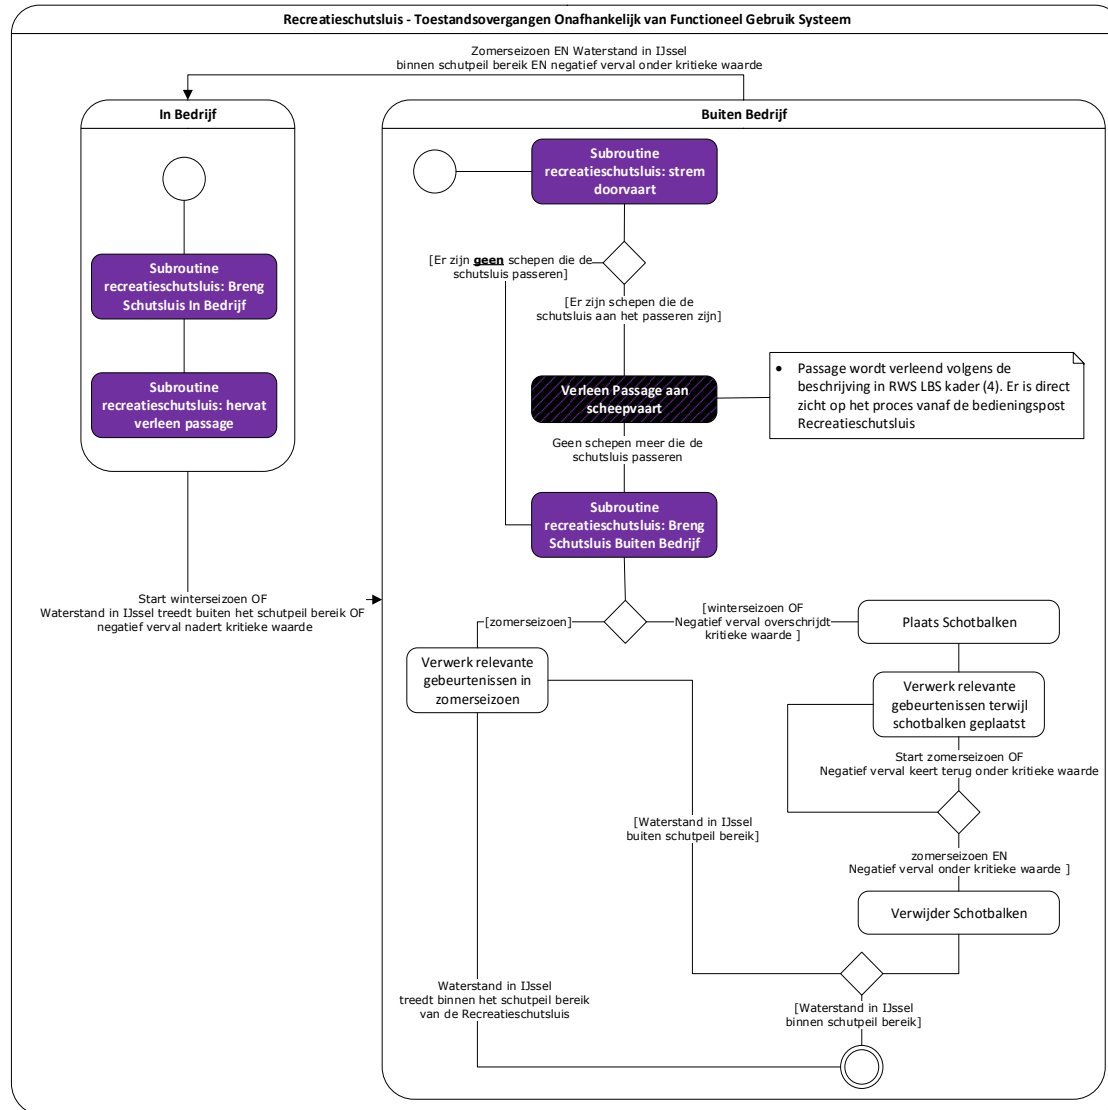 Recreatieschutsluis - Toestandsovergangen Onafhankelijk van Functioneel Gebruik Systeem
Zomerseizoen EN Waterstand in IJssel
binnen schutpeil bereik EN negatief verval onder kritieke waarde
In Bedrijf
Subroutine
recreatieschutsluis: Breng
Schutsluis In Bedrijf
Subroutine
recreatieschutsluis: hervat
verleen passage
Start winterseizoen OF
Waterstand in IJssel treedt buiten het schutpeil bereik OF
negatief verval nadert kritieke waarde
Buiten Bedrijf
Subroutine
recreatieschutsluis: strem
doorvaart
[Er zijn geen schepen die de
schutsluis passeren]
[Er zijn schepen die de
schutsluis aan het passeren zijn]
Verleen Passage aan
scheepvaart
• Passage wordt verleend volgens de
beschrijving in RWS LBS kader (4). Er is direct
zicht op het proces vanaf de bedieningspost
Recreatieschutsluis
Geen schepen meer die de
schutsluis passeren
Subroutine
recreatieschutsluis: Breng
Schutsluis Buiten Bedrijf
[zomerseizoen]
[winterseizoen OF
Negatief verval overschrijdt
kritieke waarde ]
Plaats Schotbalken
Verwerk relevante
gebeurtenissen in
zomerseizoen
Verwerk relevante
gebeurtenissen terwijl
schotbalken geplaatst
Start zomerseizoen OF
Negatief verval keert terug onder kritieke waarde
[Waterstand in IJssel
buiten schutpeil bereik]
zomerseizoen EN
Negatief verval onder kritieke waarde ]
Verwijder Schotbalken
Waterstand in IJssel
treedt binnen het schutpeil bereik
van de Recreatieschutsluis
[Waterstand in IJssel
binnen schutpeil bereik]